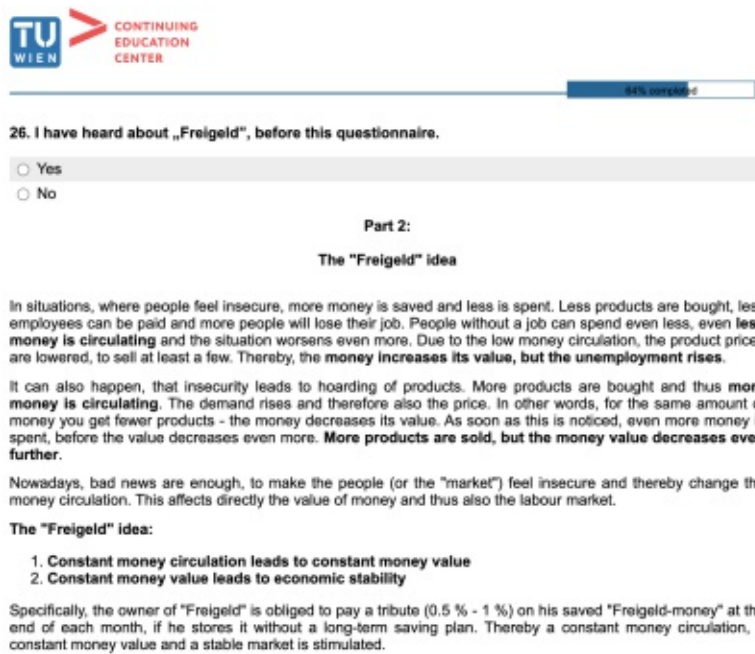 TU
WIEN
CONTINUING
EDUCATION
CENTER
64% completed
26. I have heard about „Freigeld", before this questionnaire.
Yes
No
Part 2:
The "Freigeld" idea
In situations, where people feel insecure, more money is saved and less is spent. Less products are bought, les
employees can be paid and more people will lose their job. People without a job can spend even less, even les
money is circulating and the situation worsens even more. Due to the low money circulation, the product price
are lowered, to sell at least a few. Thereby, the money increases its value, but the unemployment rises.
It can also happen, that insecurity leads to hoarding of products. More products are bought and thus mor
money is circulating. The demand rises and therefore also the price. In other words, for the same amount
money you get fewer products - the money decreases its value. As soon as this is noticed, even more money
spent, before the value decreases even more. More products are sold, but the money value decreases eve
further.
Nowadays, bad news are enough, to make the people (or the "market") feel insecure and thereby change th
money circulation. This affects directly the value of money and thus also the labour market.
The "Freigeld" idea:
1. Constant money circulation leads to constant money value
2. Constant money value leads to economic stability
Specifically, the owner of "Freigeld" is obliged to pay a tribute (0.5 % - 1 %) on his saved "Freigeld-money" at th
end of each month, if he stores it without a long-term saving plan. Thereby a constant money circulation,
constant money value and a stable market is stimulated.